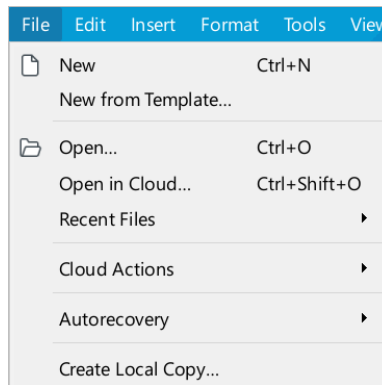 File Edit Insert Format Tools View
New Ctrl+N
New from Template...
Open... Ctrl+O
Open in Cloud... Ctrl+Shift+O
Recent Files
Cloud Actions
Autorecovery
Create Local Copy...